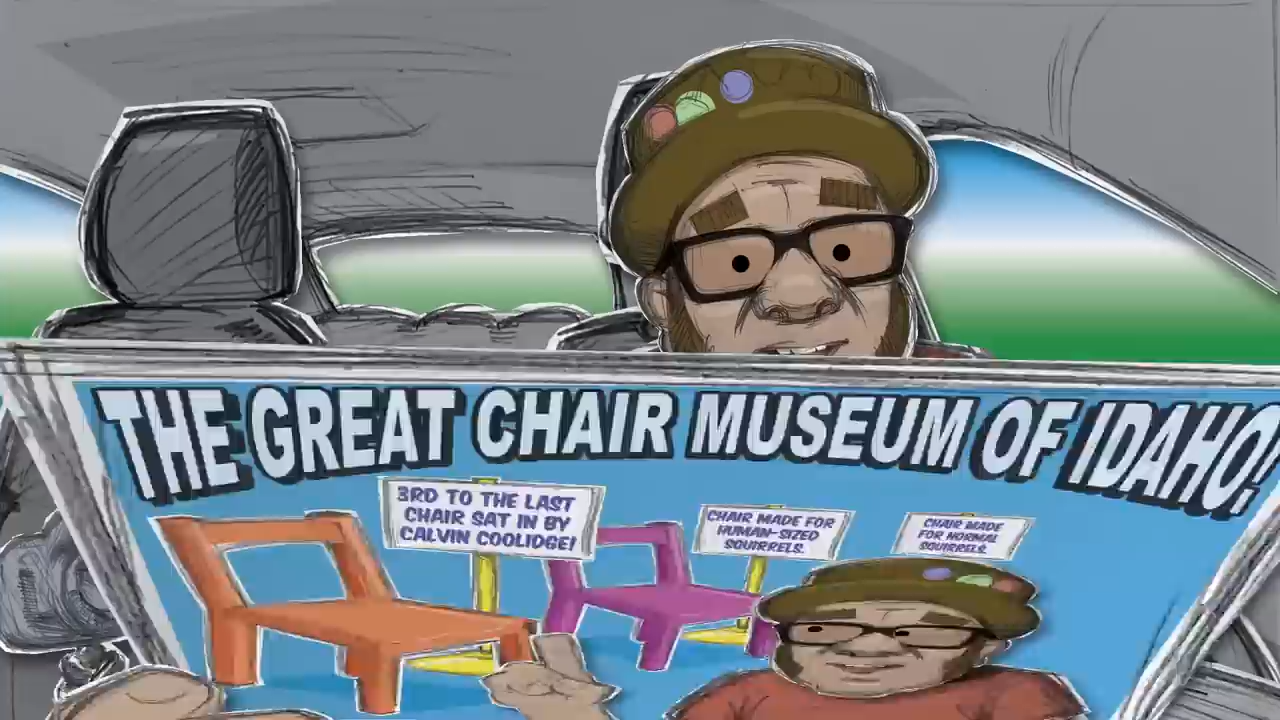 THE GREAT CHAIR MUSEUM OF IDAHO!
3RD TO THE LAST
CHAIR SAT IN BY
CALVIN COOLIDGE!
CHAIR MADE FOR
HUMAN-SIZED
SQUIRRELS.
CHAIR MADE
FOR NORMAL
SQUIRRELS.